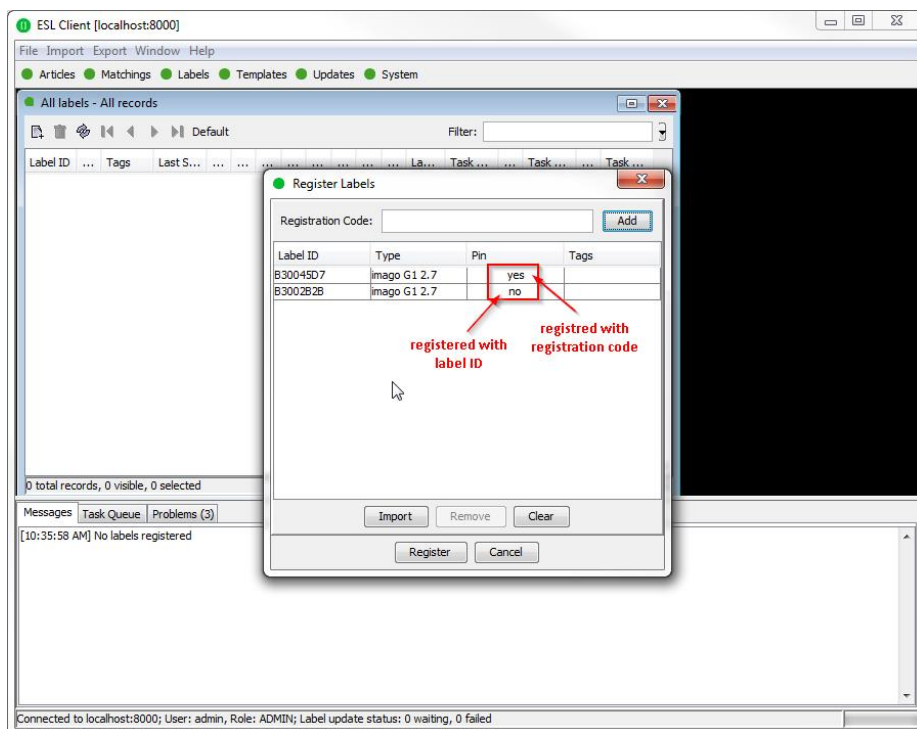 ESL Client [localhost:8000]
File Import Export Window Help
Articles Matchings Labels Templates Updates System
All labels - All records
Default Filter:
Label ID ... Tags Last S... ... ... ... ... ... ... ... ... La... Task ... ... Task ... ... Task ...
Register Labels
Registration Code: Add
Label ID Type Pin Tags
B30045D7 imago G1 2.7 yes
B3002B2B imago G1 2.7 no
registered with
label ID
registred with
registration code
0 total records, 0 visible, 0 selected
Import Remove Clear
Register Cancel
Messages Task Queue Problems (3)
[10:35:58 AM] No labels registered
Connected to localhost:8000; User: admin, Role: ADMIN; Label update status: 0 waiting, 0 failed